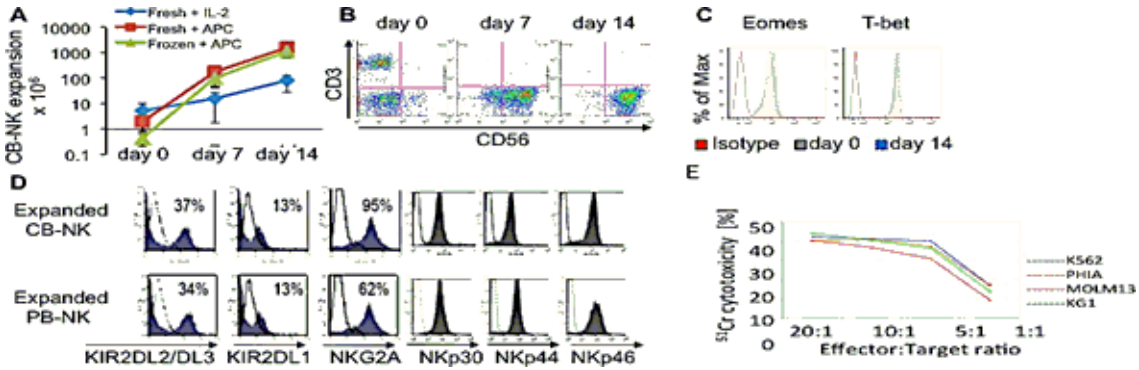 A
Fresh + IL-2
Fresh + APC
Frozen + APC
CB-NK expansion
x 10⁶
10000
1000
100
10
1
0.1
day 0
day 7
day 14
B
day 0
day 7
day 14
CD3
CD56
C
Eomes
T-bet
% of Max
Isotype
day 0
day 14
D
Expanded
CB-NK
37%
13%
95%
Expanded
PB-NK
34%
13%
62%
KIR2DL2/DL3
KIR2DL1
NKG2A
NKp30
NKp44
NKp46
E
⁵¹Cr cytotoxicity [%]
50
40
30
20
10
0
20:1
10:1
5:1
1:1
Effector:Target ratio
K562
PHIA
MOLM13
KG1